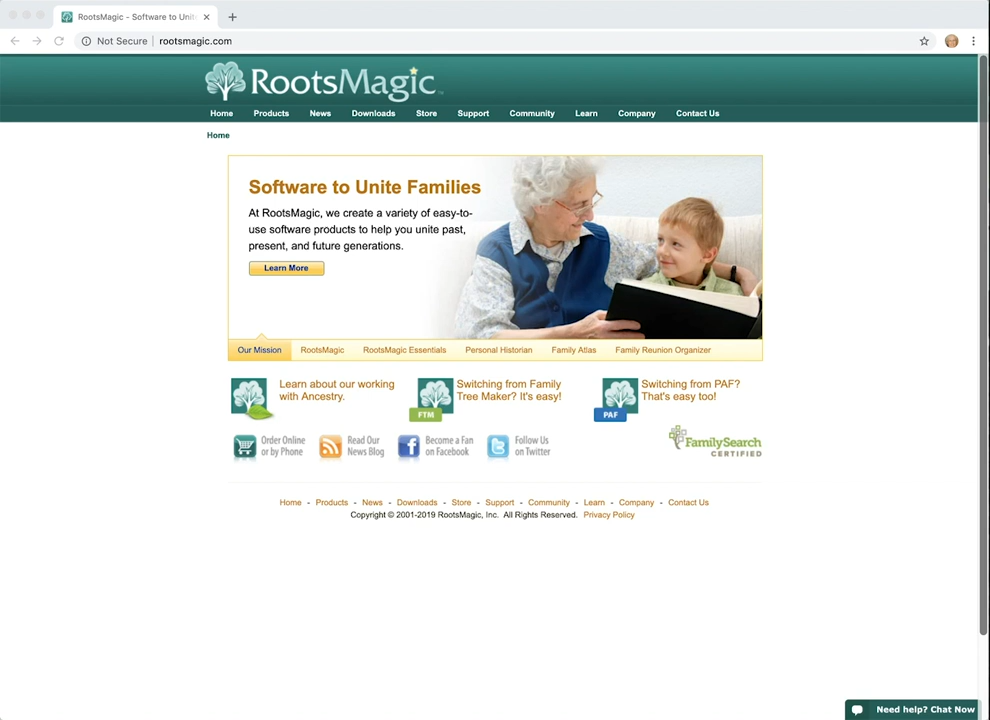 RootsMagic - Software to Unit
Not Secure | rootsmagic.com
RootsMagic
Home Products News Downloads Store Support Community Learn Company Contact Us
Home
Software to Unite Families
At RootsMagic, we create a variety of easy-to-
use software products to help you unite past,
present, and future generations.
Learn More
Our Mission RootsMagic RootsMagic Essentials Personal Historian Family Atlas Family Reunion Organizer
Learn about our working
with Ancestry.
FTM
Switching from Family
Tree Maker? It's easy!
PAF
Switching from PAF?
That's easy too!
Order Online
or by Phone
Read Our
News Blog
Become a Fan
on Facebook
Follow Us
on Twitter
FamilySearch
CERTIFIED
Home - Products - News - Downloads - Store - Support - Community - Learn - Company - Contact Us
Copyright © 2001-2019 RootsMagic, Inc. All Rights Reserved. Privacy Policy
Need help? Chat Now